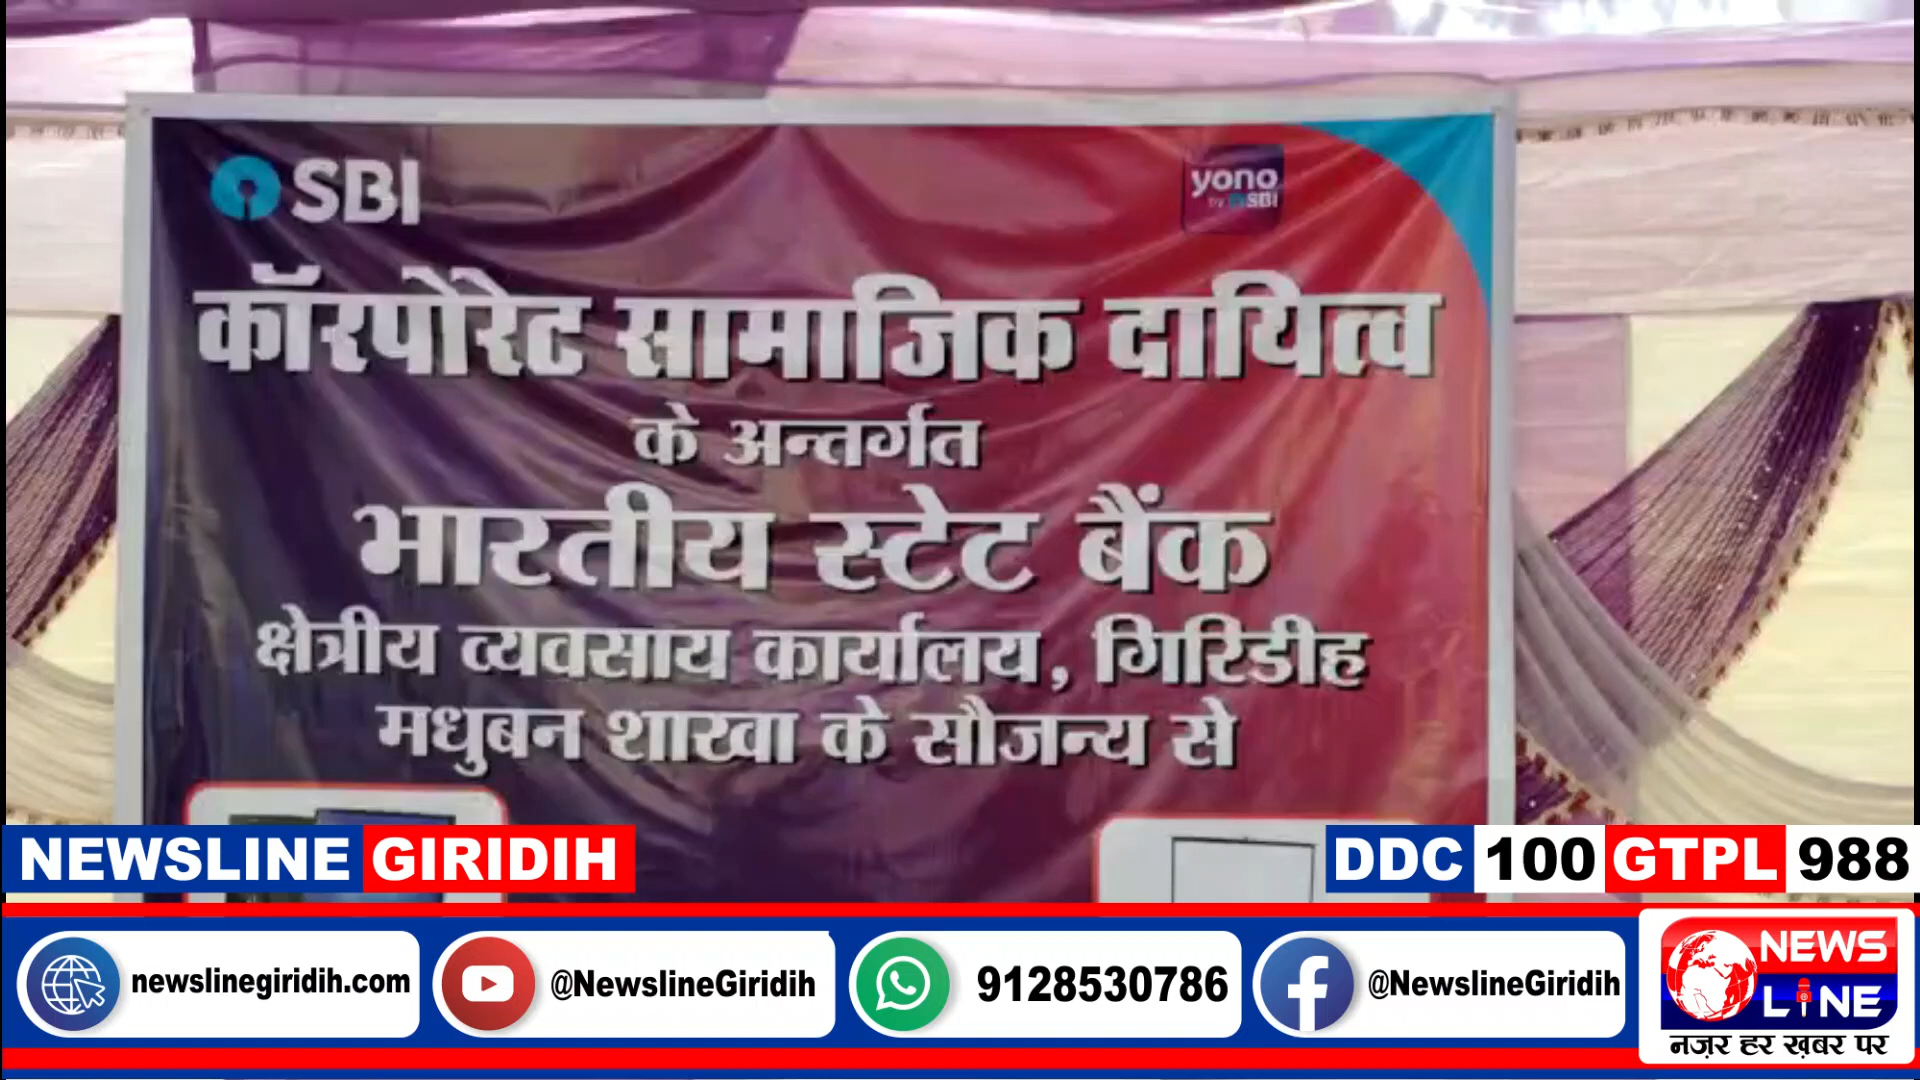 SBI
yono
by SBI
कॉरपोरेट सामाजिक दायित्व
के अन्तर्गत
भारतीय स्टेट बैंक
क्षेत्रीय व्यवसाय कार्यालय, गिरिडीह
मधुबन शाखा के सौजन्य से
NEWSLINE GIRIDIH
DDC 100 GTPL 988
newslinegiridih.com
@NewslineGiridih
9128530786
@NewslineGiridih
NEWS
LINE
नज़र हर ख़बर पर